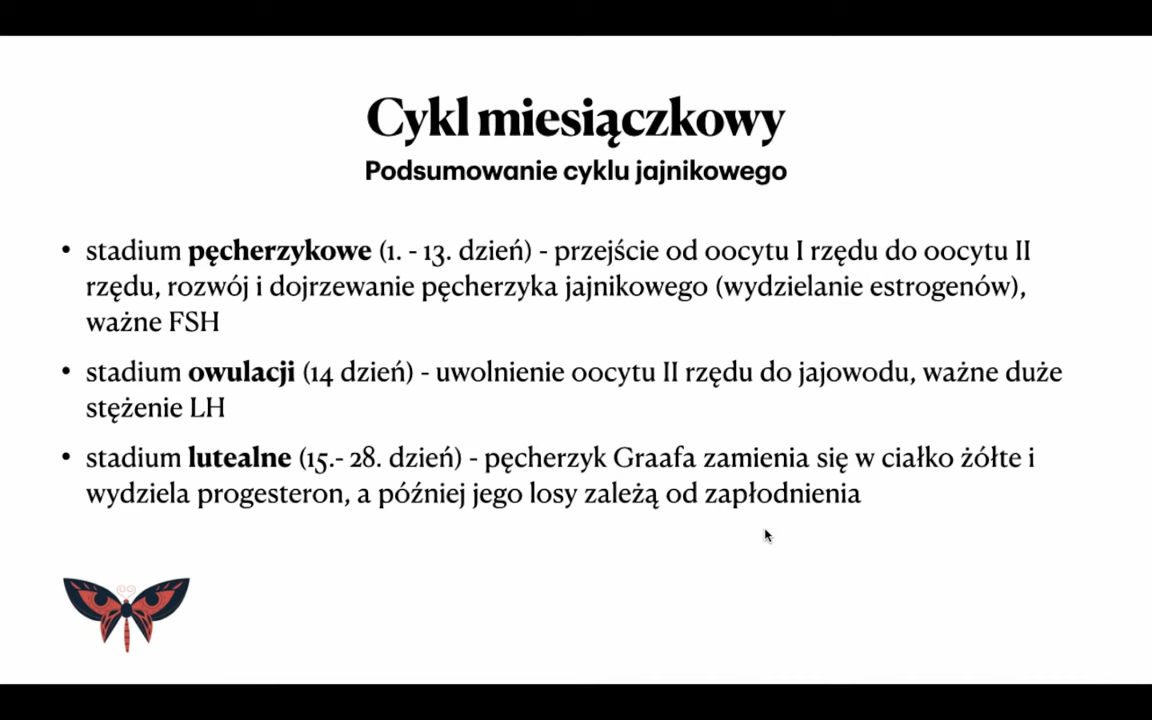 Cykl miesiączkowy
Podsumowanie cyklu jajnikowego
• stadium pęcherzykowe (1. - 13. dzień) - przejście od oocytu I rzędu do oocytu II
rzędu, rozwój i dojrzewanie pęcherzyka jajnikowego (wydzielanie estrogenów),
ważne FSH
• stadium owulacji (14 dzień) - uwolnienie oocytu II rzędu do jajowodu, ważne duże
stężenie LH
• stadium lutealne (15.- 28. dzień) - pęcherzyk Graafa zamienia się w ciałko żółte i
wydziela progesteron, a później jego losy zależą od zapłodnienia